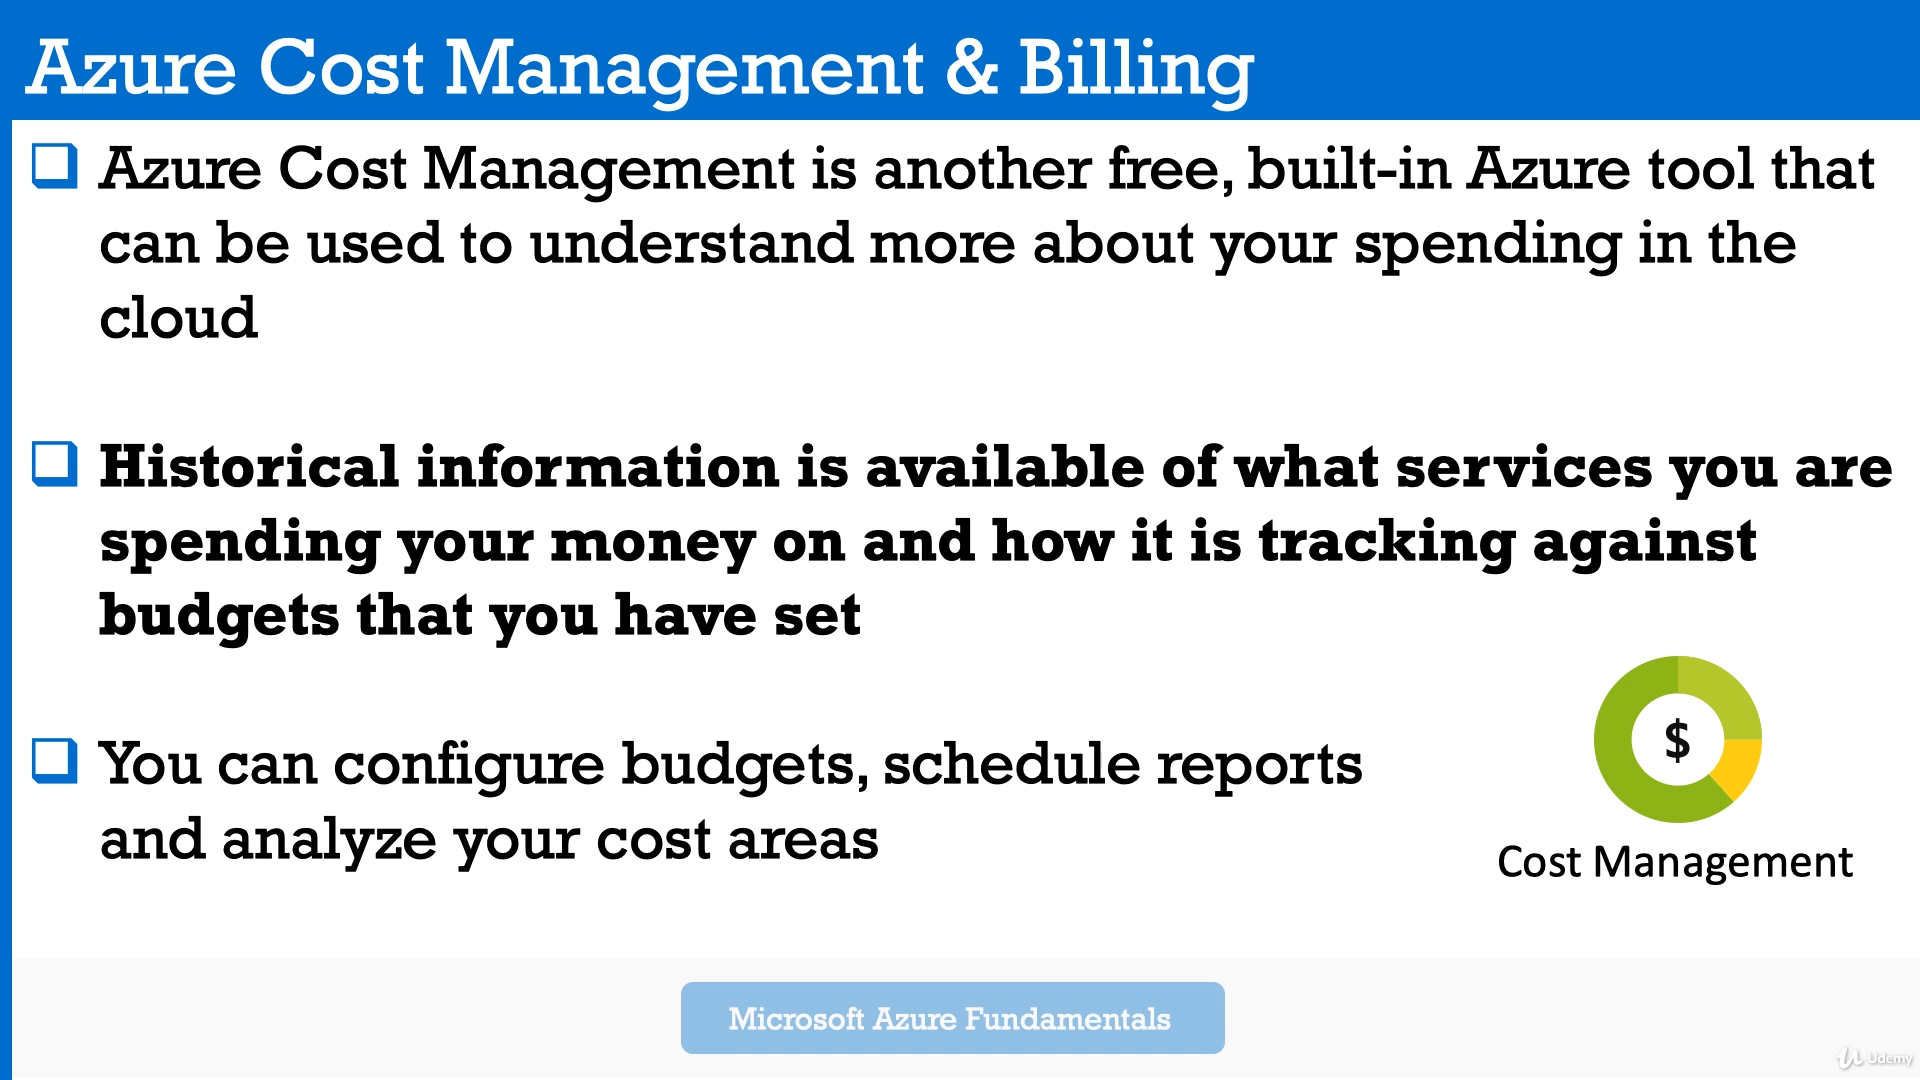 Azure Cost Management & Billing
Azure Cost Management is another free, built-in Azure tool that
can be used to understand more about your spending in the
cloud
Historical information is available of what services you are
spending your money on and how it is tracking against
budgets that you have set
You can configure budgets, schedule reports
and analyze your cost areas
$
Cost Management
Microsoft Azure Fundamentals
Udemy